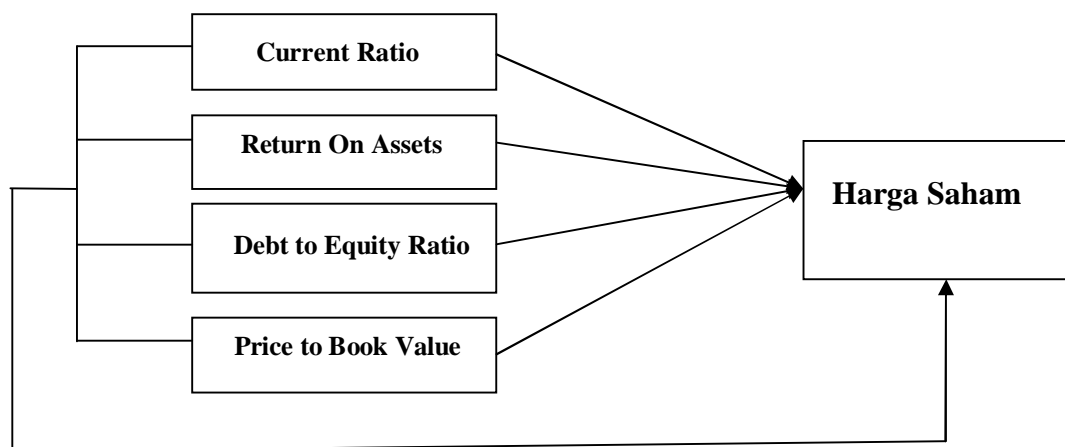 Current Ratio
Return On Assets
Harga Saham
Debt to Equity Ratio
Price to Book Value